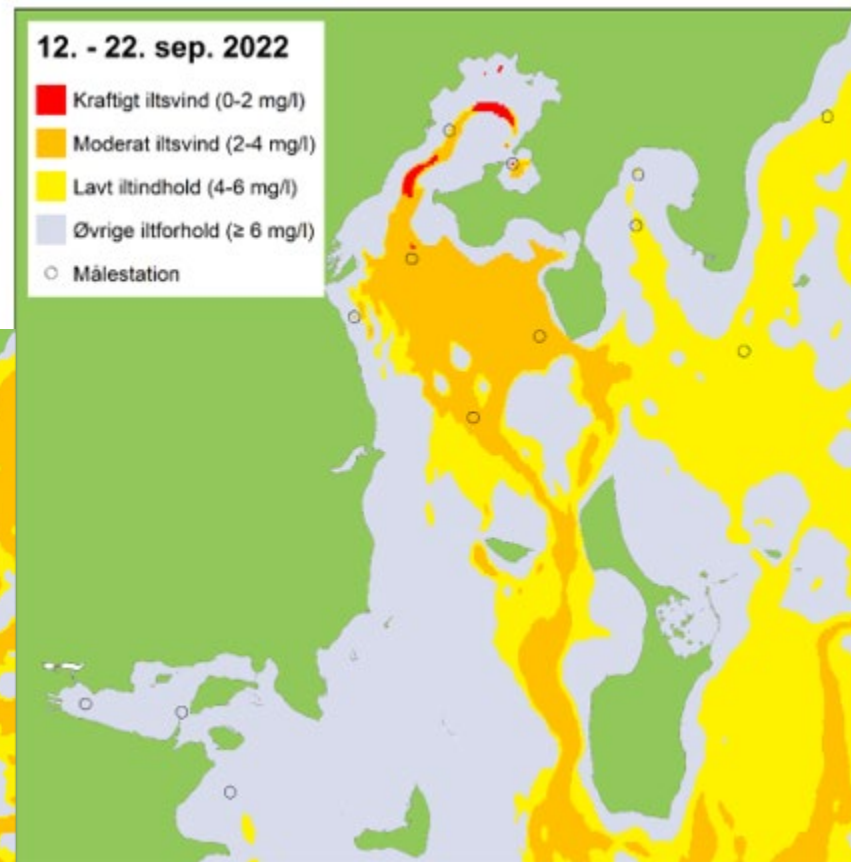 12. - 22. sep. 2022
Kraftigt iltsvind (0-2 mg/l)
Moderat iltsvind (2-4 mg/l)
Lavt iltindhold (4-6 mg/l)
Øvrige iltforhold (≥ 6 mg/l)
Målestation